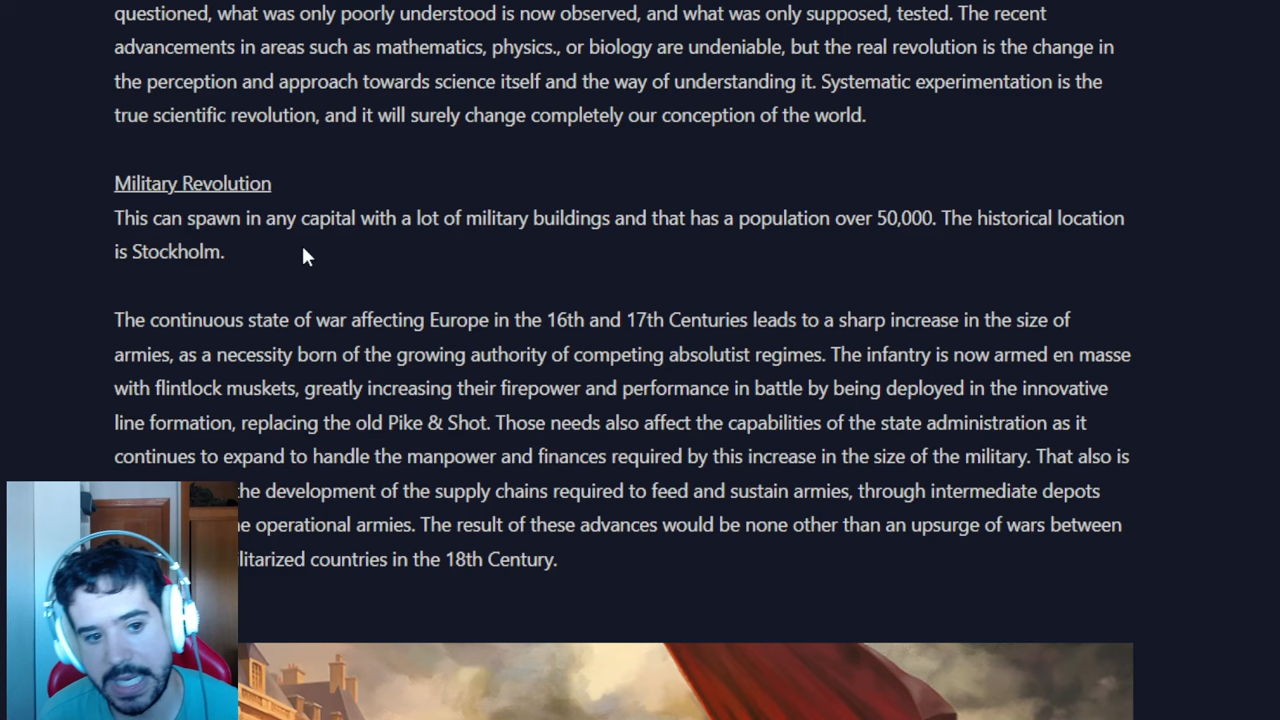 questioned, what was only poorly understood is now observed, and what was only supposed, tested. The recent
advancements in areas such as mathematics, physics., or biology are undeniable, but the real revolution is the change in
the perception and approach towards science itself and the way of understanding it. Systematic experimentation is the
true scientific revolution, and it will surely change completely our conception of the world.
Military Revolution
This can spawn in any capital with a lot of military buildings and that has a population over 50,000. The historical location
is Stockholm.
The continuous state of war affecting Europe in the 16th and 17th Centuries leads to a sharp increase in the size of
armies, as a necessity born of the growing authority of competing absolutist regimes. The infantry is now armed en masse
with flintlock muskets, greatly increasing their firepower and performance in battle by being deployed in the innovative
line formation, replacing the old Pike & Shot. Those needs also affect the capabilities of the state administration as it
continues to expand to handle the manpower and finances required by this increase in the size of the military. That also is
the development of the supply chains required to feed and sustain armies, through intermediate depots
operational armies. The result of these advances would be none other than an upsurge of wars between
countries in the 18th Century.